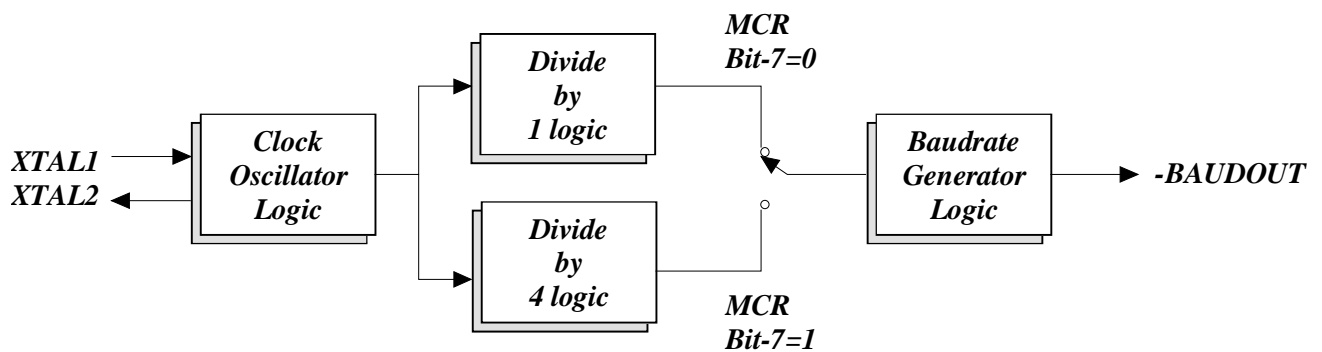 MCR
Bit-7=0
Divide
by
1 logic
XTAL1
XTAL2
Clock
Oscillator
Logic
Baudrate
Generator
Logic
-BAUDOUT
Divide
by
4 logic
MCR
Bit-7=1